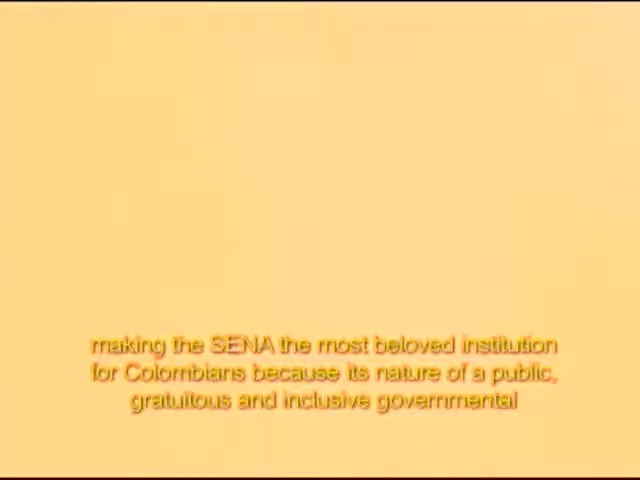 making the SENA the most beloved institution
for Colombians because its nature of a public,
gratuitous and inclusive governmental